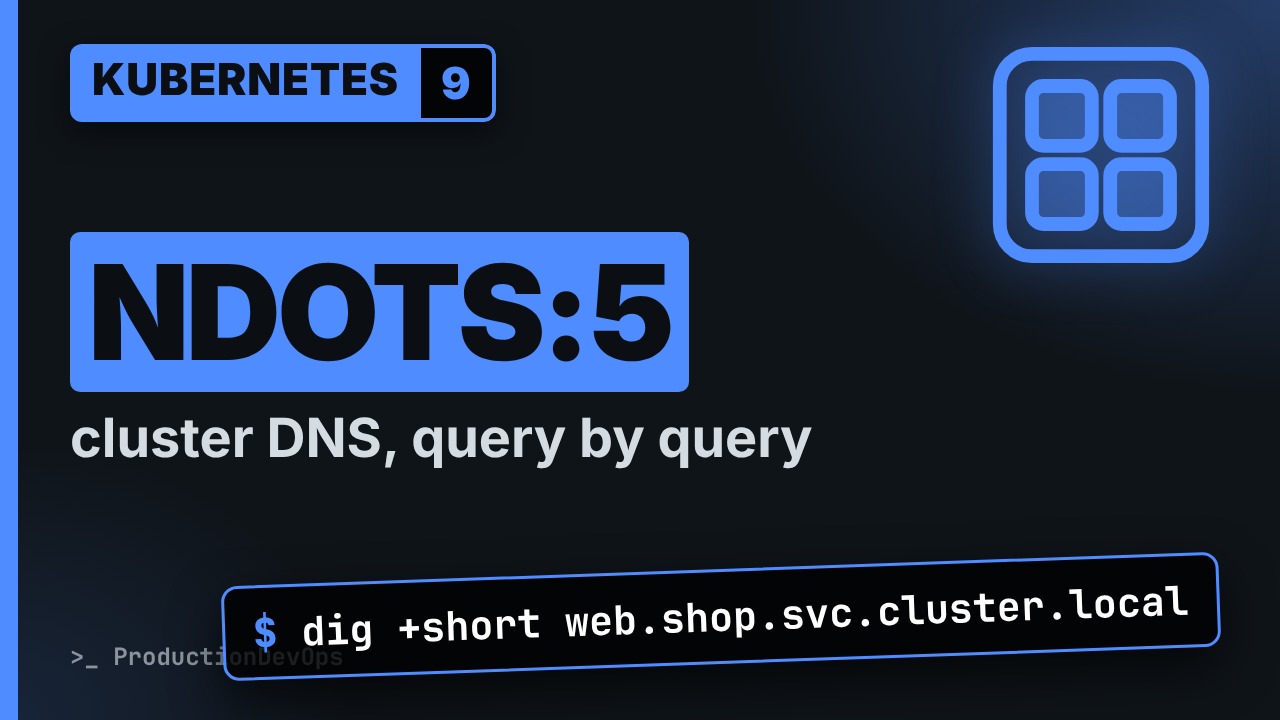 KUBERNETES 9
NDOTS:5
cluster DNS, query by query
$ dig +short web.shop.svc.cluster.local
>_ ProductionDevOps